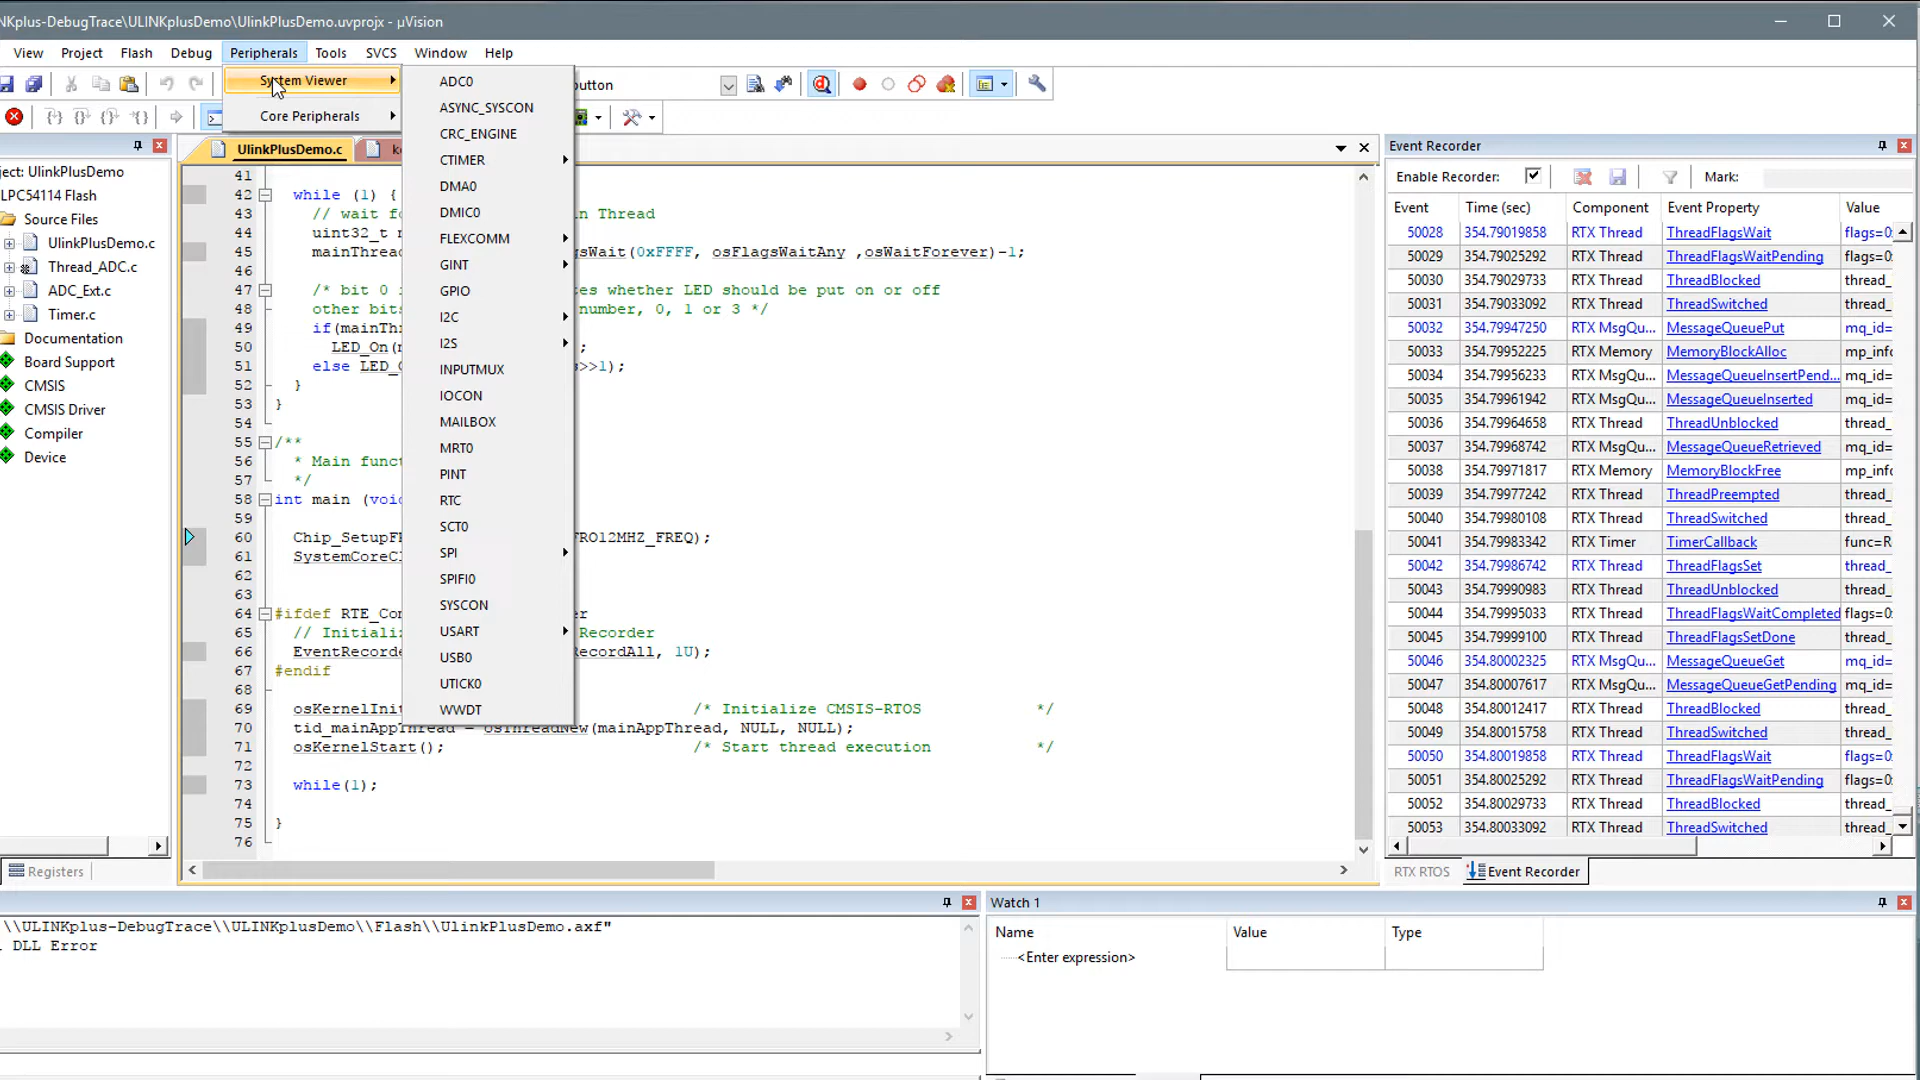 NKplus-DebugTrace\ULINKplusDemo\UlinkPlusDemo.uvprojx - µVision
View Project Flash Debug Peripherals Tools SVCS Window Help
System Viewer
Core Peripherals
button
ADC0
ASYNC_SYSCON
CRC_ENGINE
CTIMER
DMA0
DMIC0
FLEXCOMM
GINT
GPIO
I2C
I2S
INPUTMUX
IOCON
MAILBOX
MRT0
PINT
RTC
SCT0
SPI
SPIFI0
SYSCON
USART
USB0
UTICK0
WWDT
ject: UlinkPlusDemo
LPC54114 Flash
Source Files
UlinkPlusDemo.c
Thread_ADC.c
ADC_Ext.c
Timer.c
Documentation
Board Support
CMSIS
CMSIS Driver
Compiler
Device
Registers
UlinkPlusDemo.c
41
42 while (1) {
43 // wait fo n Thread
44 uint32_t
45 mainThread sWait(0xFFFF, osFlagsWaitAny ,osWaitForever)-1;
46
47 /* bit 0 es whether LED should be put on or off
48 other bits number, 0, 1 or 3 */
49 if(mainThr
50 LED_On( ;
51 else LED_ >>1);
52 }
53 }
54
55 /**
56 * Main funct
57 */
58 int main (voi
59
60 Chip_SetupF FRO12MHZ_FREQ);
61 SystemCoreCl
62
63
64 #ifdef RTE_Com er
65 // Initiali Recorder
66 EventRecorde RecordAll, 1U);
67 #endif
68
69 osKernelInit /* Initialize CMSIS-RTOS */
70 tid_mainAppThread = osThreadNew(mainAppThread, NULL, NULL);
71 osKernelStart(); /* Start thread execution */
72
73 while(1);
74
75 }
76
Event Recorder
Enable Recorder: Mark:
Event Time (sec) Component Event Property Value
50028 354.79019858 RTX Thread ThreadFlagsWait flags=0
50029 354.79025292 RTX Thread ThreadFlagsWaitPending flags=0
50030 354.79029733 RTX Thread ThreadBlocked thread_
50031 354.79033092 RTX Thread ThreadSwitched thread_
50032 354.79947250 RTX MsgQu... MessageQueuePut mq_id=
50033 354.79952225 RTX Memory MemoryBlockAlloc mp_info
50034 354.79956233 RTX MsgQu... MessageQueueInsertPend... mq_id=
50035 354.79961942 RTX MsgQu... MessageQueueInserted mq_id=
50036 354.79964658 RTX Thread ThreadUnblocked thread_
50037 354.79968742 RTX MsgQu... MessageQueueRetrieved mq_id=
50038 354.79971817 RTX Memory MemoryBlockFree mp_info
50039 354.79977242 RTX Thread ThreadPreempted thread_
50040 354.79980108 RTX Thread ThreadSwitched thread_
50041 354.79983342 RTX Timer TimerCallback func=R
50042 354.79986742 RTX Thread ThreadFlagsSet thread_
50043 354.79990983 RTX Thread ThreadUnblocked thread_
50044 354.79995033 RTX Thread ThreadFlagsWaitCompleted flags=0
50045 354.79999100 RTX Thread ThreadFlagsSetDone thread_
50046 354.80002325 RTX MsgQu... MessageQueueGet mq_id=
50047 354.80007617 RTX MsgQu... MessageQueueGetPending mq_id=
50048 354.80012417 RTX Thread ThreadBlocked thread_
50049 354.80015758 RTX Thread ThreadSwitched thread_
50050 354.80019858 RTX Thread ThreadFlagsWait flags=0
50051 354.80025292 RTX Thread ThreadFlagsWaitPending flags=0
50052 354.80029733 RTX Thread ThreadBlocked thread_
50053 354.80033092 RTX Thread ThreadSwitched thread_
RTX RTOS Event Recorder
\\ULINKplus-DebugTrace\\ULINKplusDemo\\Flash\\UlinkPlusDemo.axf"
DLL Error
Watch 1
Name Value Type
<Enter expression>